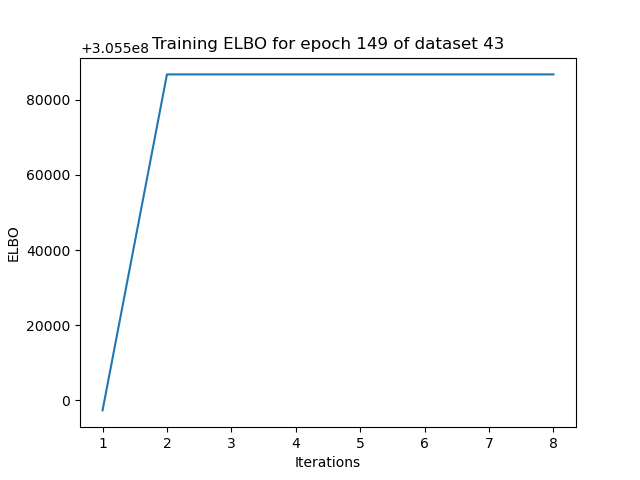 +3.055e8
Training ELBO for epoch 149 of dataset 43
80000
60000
40000
20000
0
ELBO
1 2 3 4 5 6 7 8
Iterations